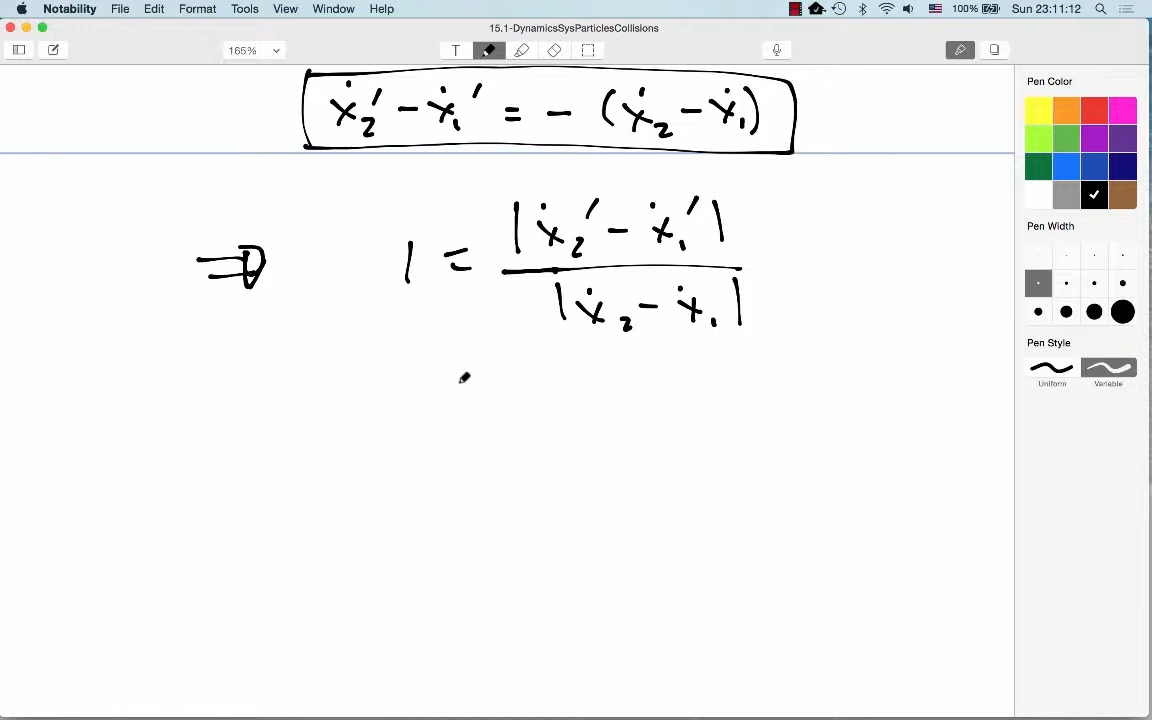 Notability File Edit Format Tools View Window Help 100% Sun 23:11:12
15.1-DynamicsSysParticlesCollisions
165% T
ẋ₂′ − ẋ₁′ = − (ẋ₂ − ẋ₁)
⇒ 1 = |ẋ₂′ − ẋ₁′|
|ẋ₂ − ẋ₁|
Pen Color
Pen Width
Pen Style
Uniform Variable